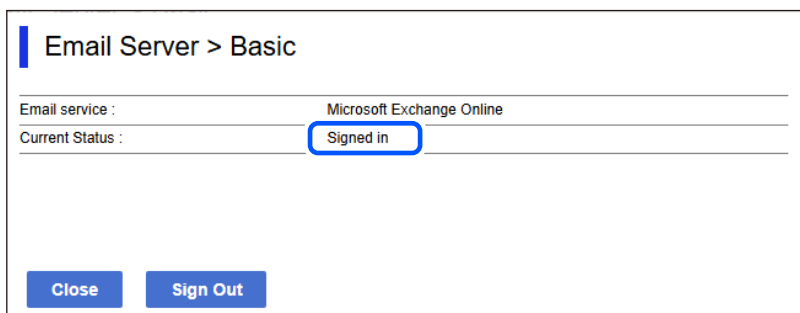 Email Server > Basic
Email service : Microsoft Exchange Online
Current Status : Signed in
Close Sign Out